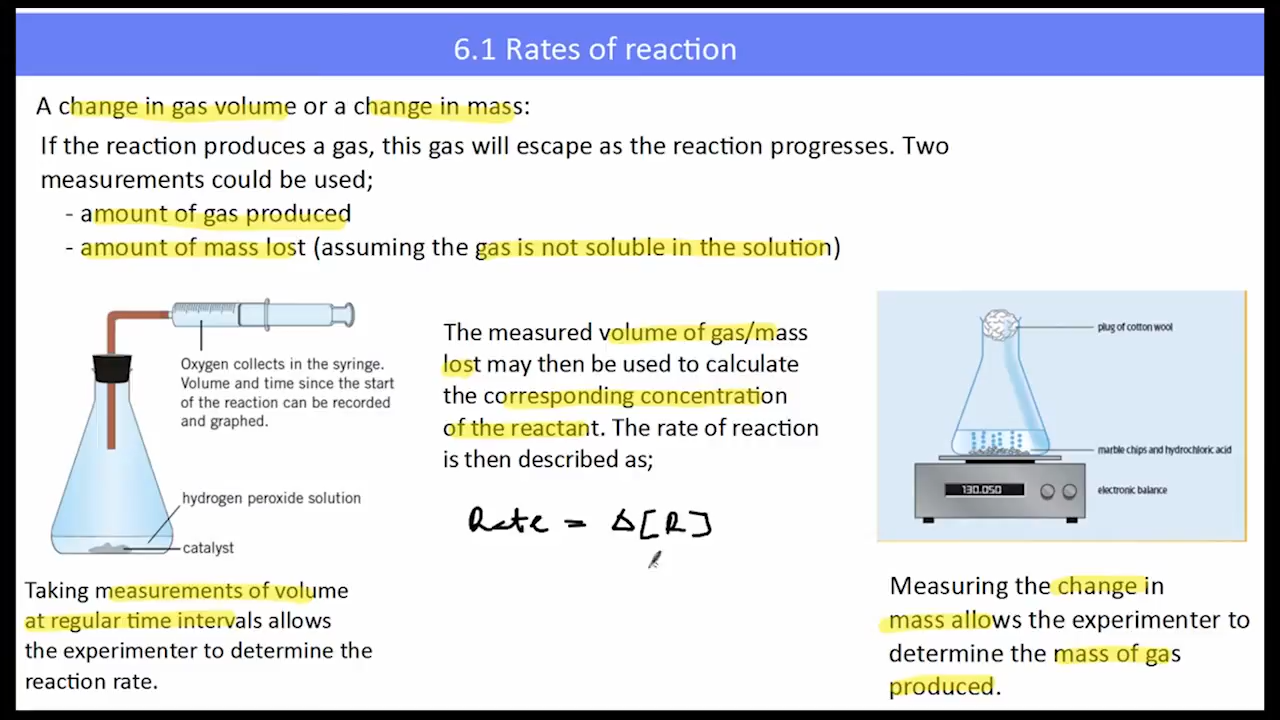 6.1 Rates of reaction
A change in gas volume or a change in mass:
If the reaction produces a gas, this gas will escape as the reaction progresses. Two
measurements could be used;
- amount of gas produced
- amount of mass lost (assuming the gas is not soluble in the solution)
Oxygen collects in the syringe.
Volume and time since the start
of the reaction can be recorded
and graphed.
hydrogen peroxide solution
catalyst
Taking measurements of volume
at regular time intervals allows
the experimenter to determine the
reaction rate.
The measured volume of gas/mass
lost may then be used to calculate
the corresponding concentration
of the reactant. The rate of reaction
is then described as;
Rate = Δ[R]
plug of cotton wool
marble chips and hydrochloric acid
130.050
electronic balance
Measuring the change in
mass allows the experimenter to
determine the mass of gas
produced.